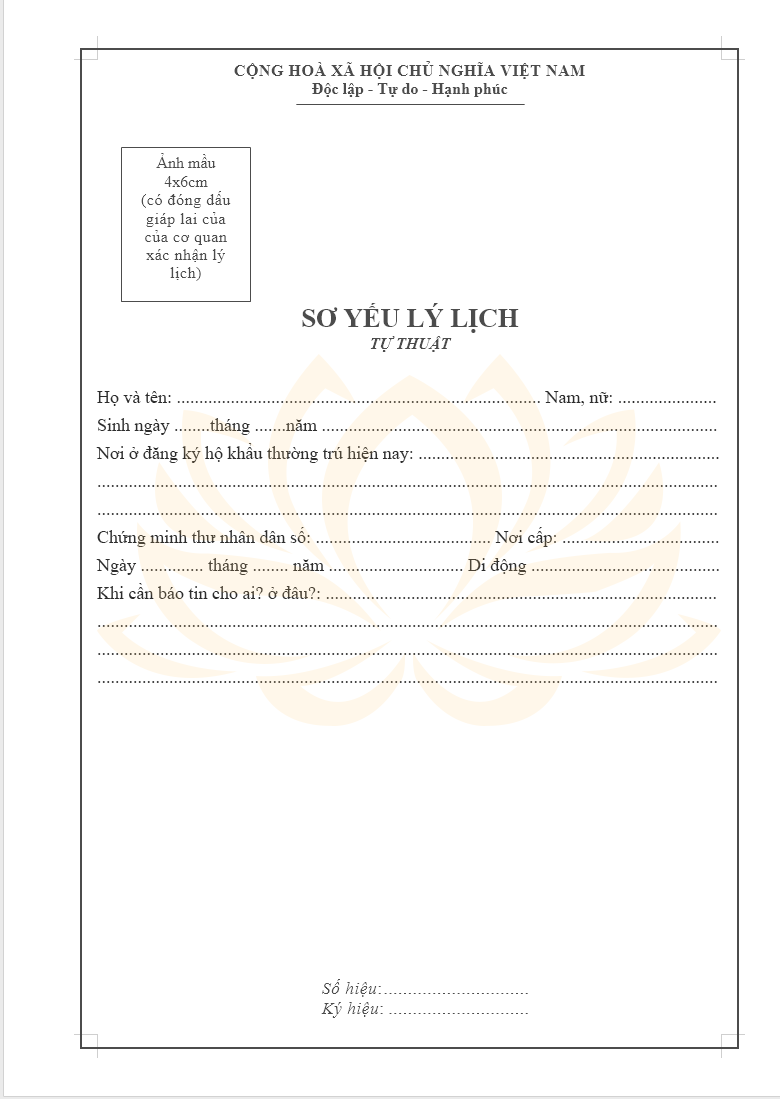 CỘNG HOÀ XÃ HỘI CHỦ NGHĨA VIỆT NAM
Độc lập - Tự do - Hạnh phúc
Ảnh mầu
4x6cm
(có đóng dấu
giáp lai của
của cơ quan
xác nhận lý
lịch)
SƠ YẾU LÝ LỊCH
TỰ THUẬT
Họ và tên: ................................................................................. Nam, nữ: ......................
Sinh ngày ........tháng .......năm ........................................................................................
Nơi ở đăng ký hộ khẩu thường trú hiện nay: ...................................................................
..........................................................................................................................................
..........................................................................................................................................
Chứng minh thư nhân dân số: ....................................... Nơi cấp: ...................................
Ngày .............. tháng ........ năm .............................. Di động ..........................................
Khi cần báo tin cho ai? ở đâu?: .......................................................................................
..........................................................................................................................................
..........................................................................................................................................
..........................................................................................................................................
Số hiệu:..............................
Ký hiệu: .............................